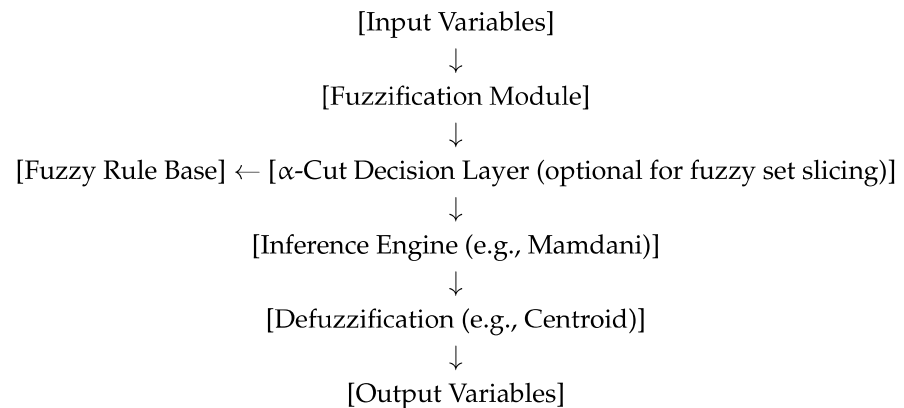 [Input Variables]
↓
[Fuzzification Module]
↓
[Fuzzy Rule Base] ← [α-Cut Decision Layer (optional for fuzzy set slicing)]
↓
[Inference Engine (e.g., Mamdani)]
↓
[Defuzzification (e.g., Centroid)]
↓
[Output Variables]